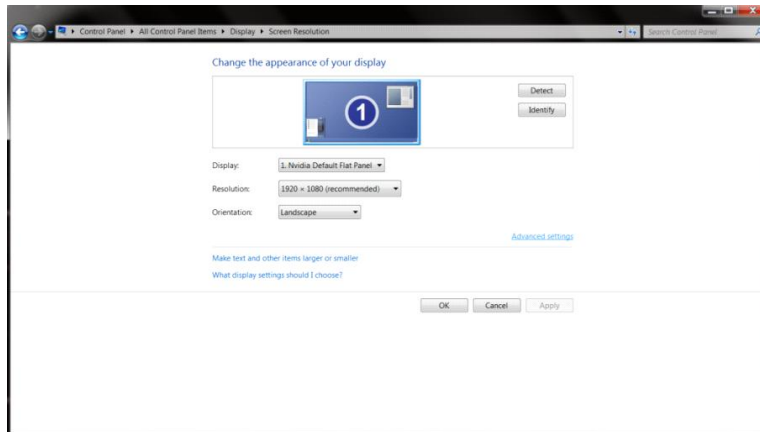 Control Panel ▸ All Control Panel Items ▸ Display ▸ Screen Resolution
Search Control Panel
Change the appearance of your display
1
Detect
Identify
Display: 1. Nvidia Default Flat Panel
Resolution: 1920 × 1080 (recommended)
Orientation: Landscape
Advanced settings
Make text and other items larger or smaller
What display settings should I choose?
OK Cancel Apply